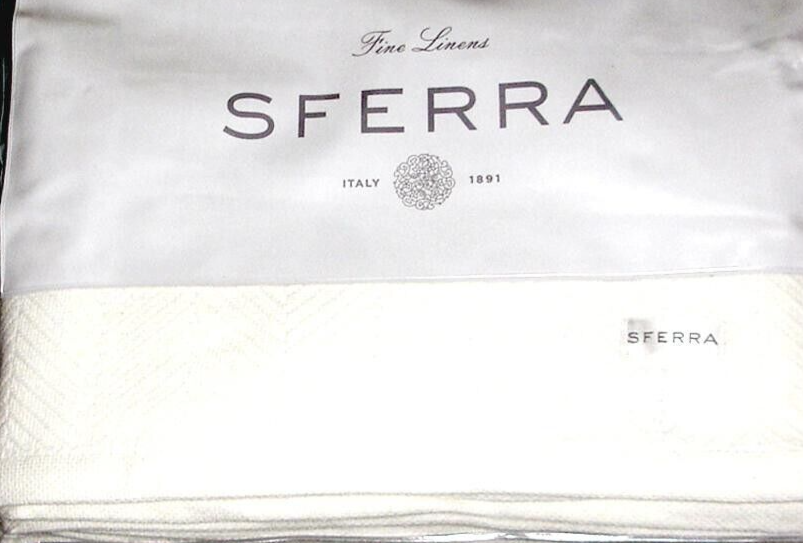 Fine Linens
SFERRA
ITALY 1891
SFERRA